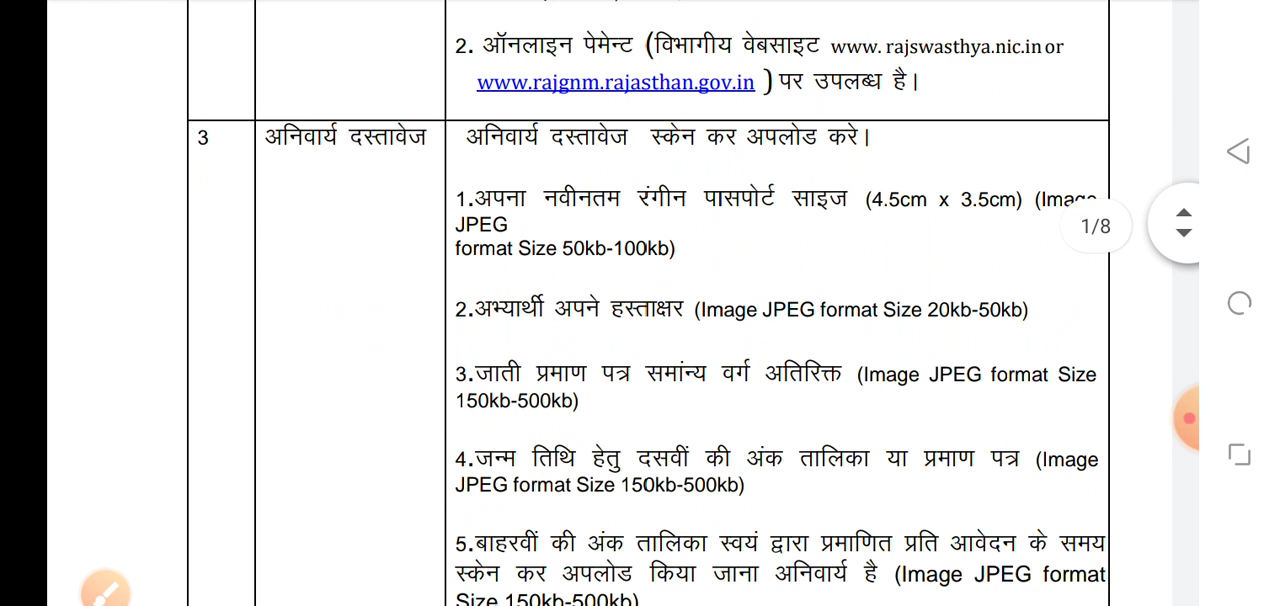 2. ऑनलाइन पेमेन्ट (विभागीय वेबसाइट www. rajswasthya.nic.in or
www.rajgnm.rajasthan.gov.in ) पर उपलब्ध है।
3 अनिवार्य दस्तावेज अनिवार्य दस्तावेज स्केन कर अपलोड करे।
1.अपना नवीनतम रंगीन पासपोर्ट साइज (4.5cm x 3.5cm) (Image
JPEG
1/8
format Size 50kb-100kb)
2.अभ्यार्थी अपने हस्ताक्षर (Image JPEG format Size 20kb-50kb)
3.जाती प्रमाण पत्र समांन्य वर्ग अतिरिक्त (Image JPEG format Size
150kb-500kb)
4.जन्म तिथि हेतु दसवीं की अंक तालिका या प्रमाण पत्र (Image
JPEG format Size 150kb-500kb)
5.बाहरवीं की अंक तालिका स्वयं द्वारा प्रमाणित प्रति आवेदन के समय
स्केन कर अपलोड किया जाना अनिवार्य है (Image JPEG format
Size 150kb-500kb)